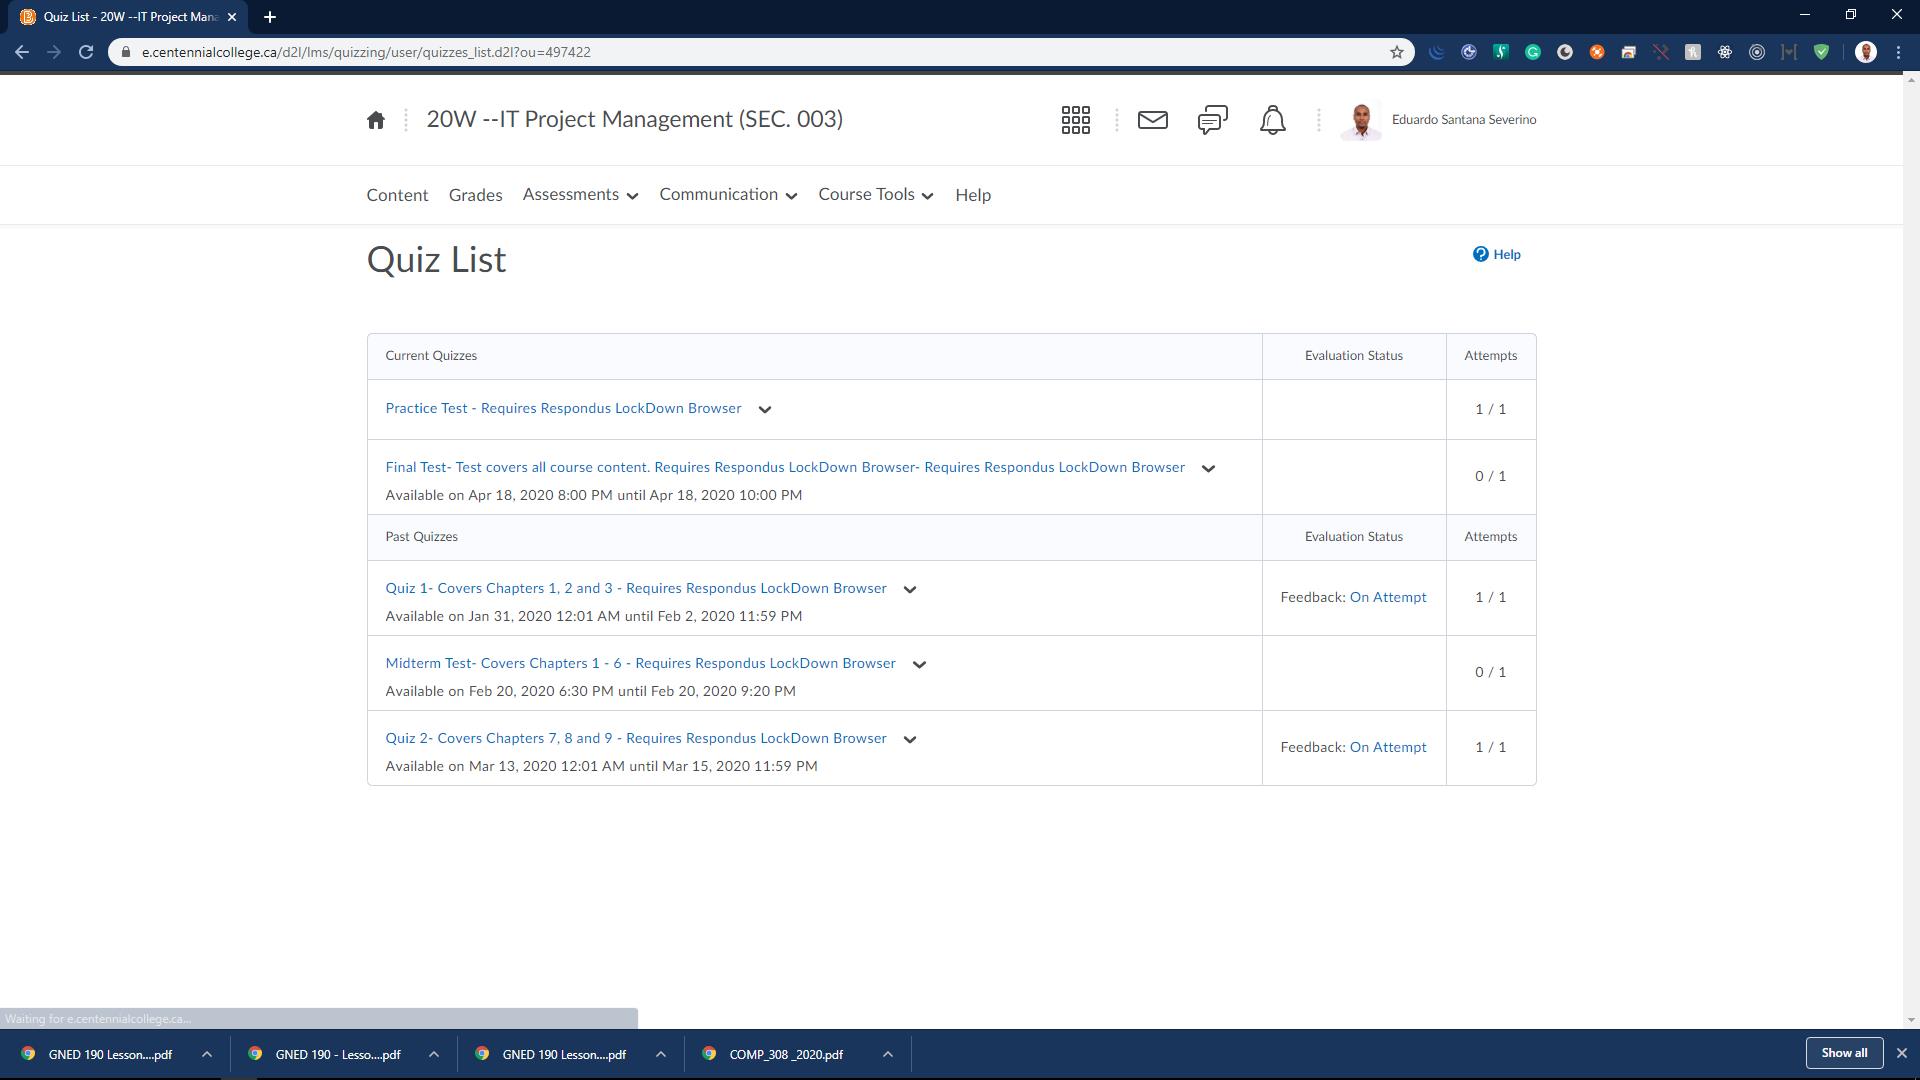 Quiz List - 20W --IT Project Mana
e.centennialcollege.ca/d2l/lms/quizzing/user/quizzes_list.d2l?ou=497422
20W --IT Project Management (SEC. 003)
Eduardo Santana Severino
Content Grades Assessments Communication Course Tools Help
Quiz List
Help
Current Quizzes Evaluation Status Attempts
Practice Test - Requires Respondus LockDown Browser 1 / 1
Final Test- Test covers all course content. Requires Respondus LockDown Browser- Requires Respondus LockDown Browser
Available on Apr 18, 2020 8:00 PM until Apr 18, 2020 10:00 PM
0 / 1
Past Quizzes Evaluation Status Attempts
Quiz 1- Covers Chapters 1, 2 and 3 - Requires Respondus LockDown Browser
Available on Jan 31, 2020 12:01 AM until Feb 2, 2020 11:59 PM
Feedback: On Attempt 1 / 1
Midterm Test- Covers Chapters 1 - 6 - Requires Respondus LockDown Browser
Available on Feb 20, 2020 6:30 PM until Feb 20, 2020 9:20 PM
0 / 1
Quiz 2- Covers Chapters 7, 8 and 9 - Requires Respondus LockDown Browser
Available on Mar 13, 2020 12:01 AM until Mar 15, 2020 11:59 PM
Feedback: On Attempt 1 / 1
Waiting for e.centennialcollege.ca...
GNED 190 Lesson....pdf GNED 190 - Lesso....pdf GNED 190 Lesson....pdf COMP_308 _2020.pdf Show all